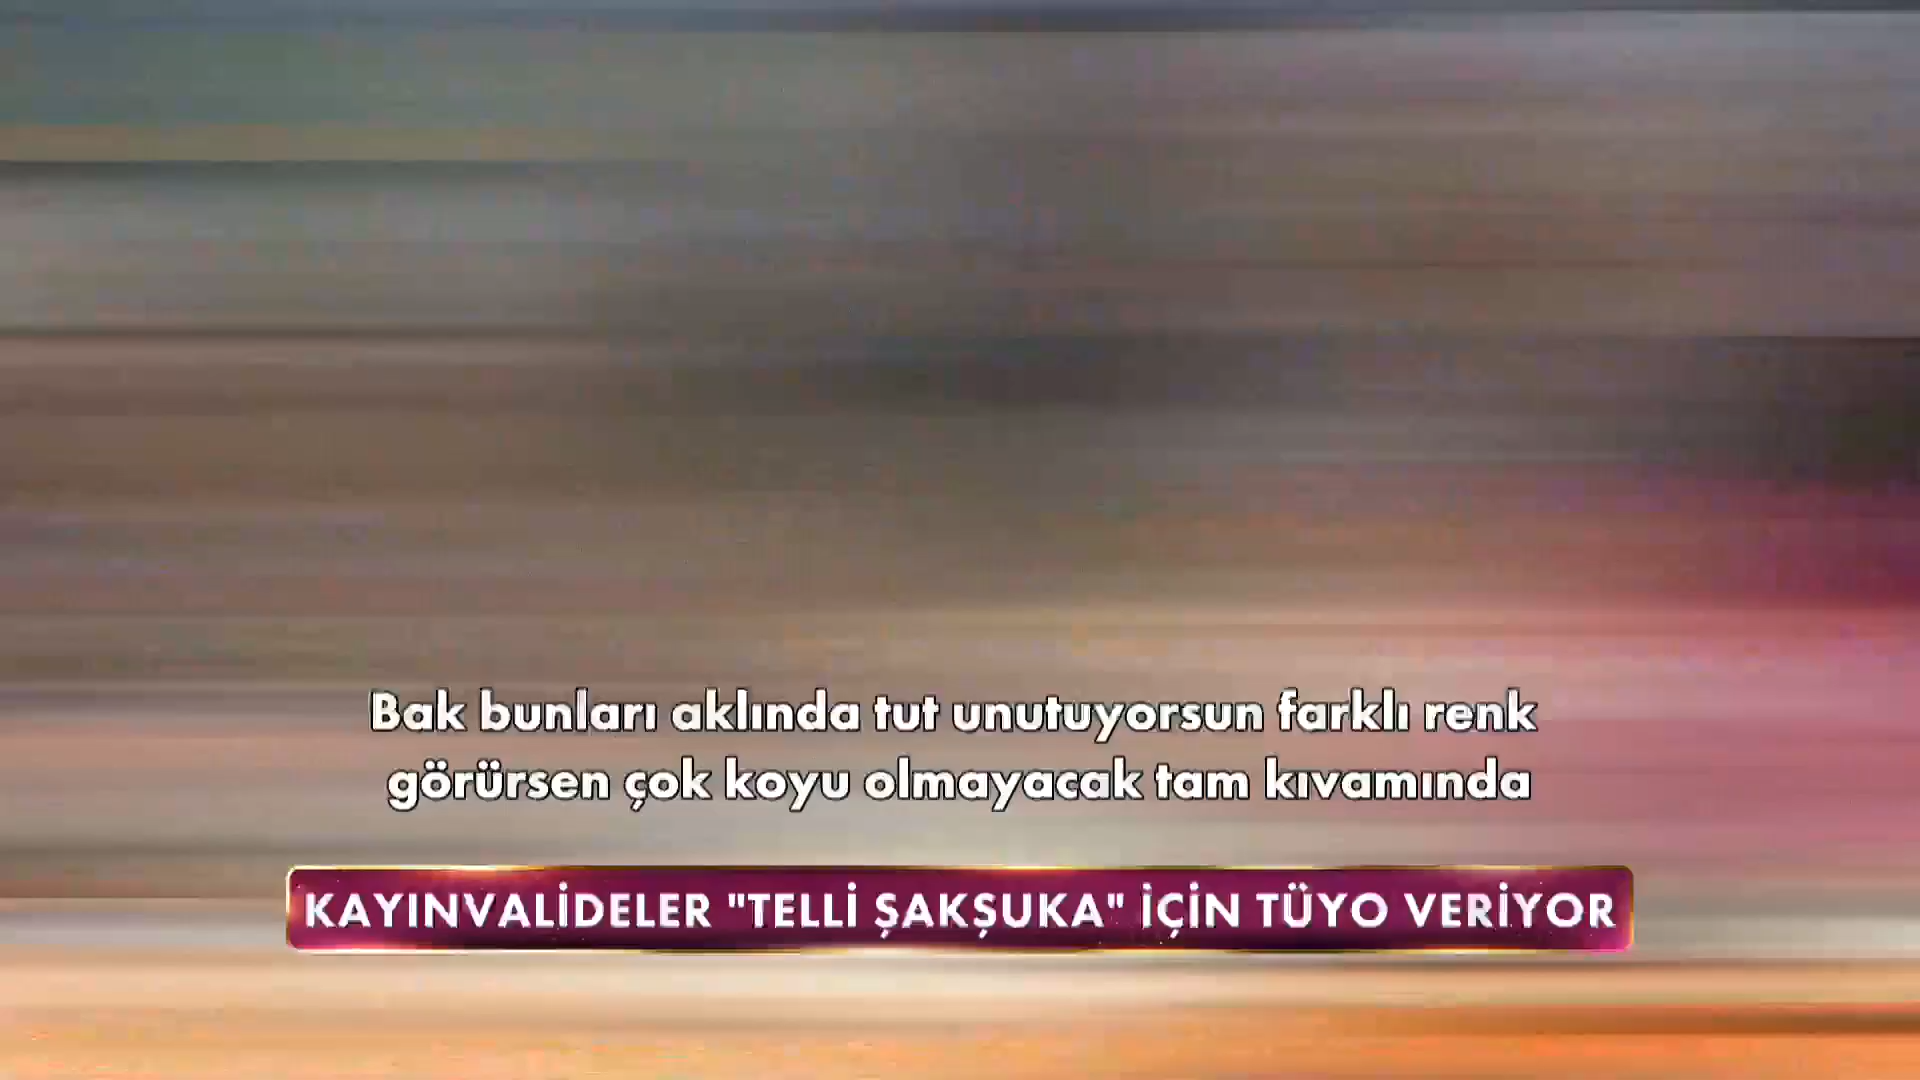 Bak bunları aklında tut unutuyorsun farklı renk
görürsen çok koyu olmayacak tam kıvamında
KAYINVALİDELER "TELLİ ŞAKŞUKA" İÇİN TÜYO VERİYOR